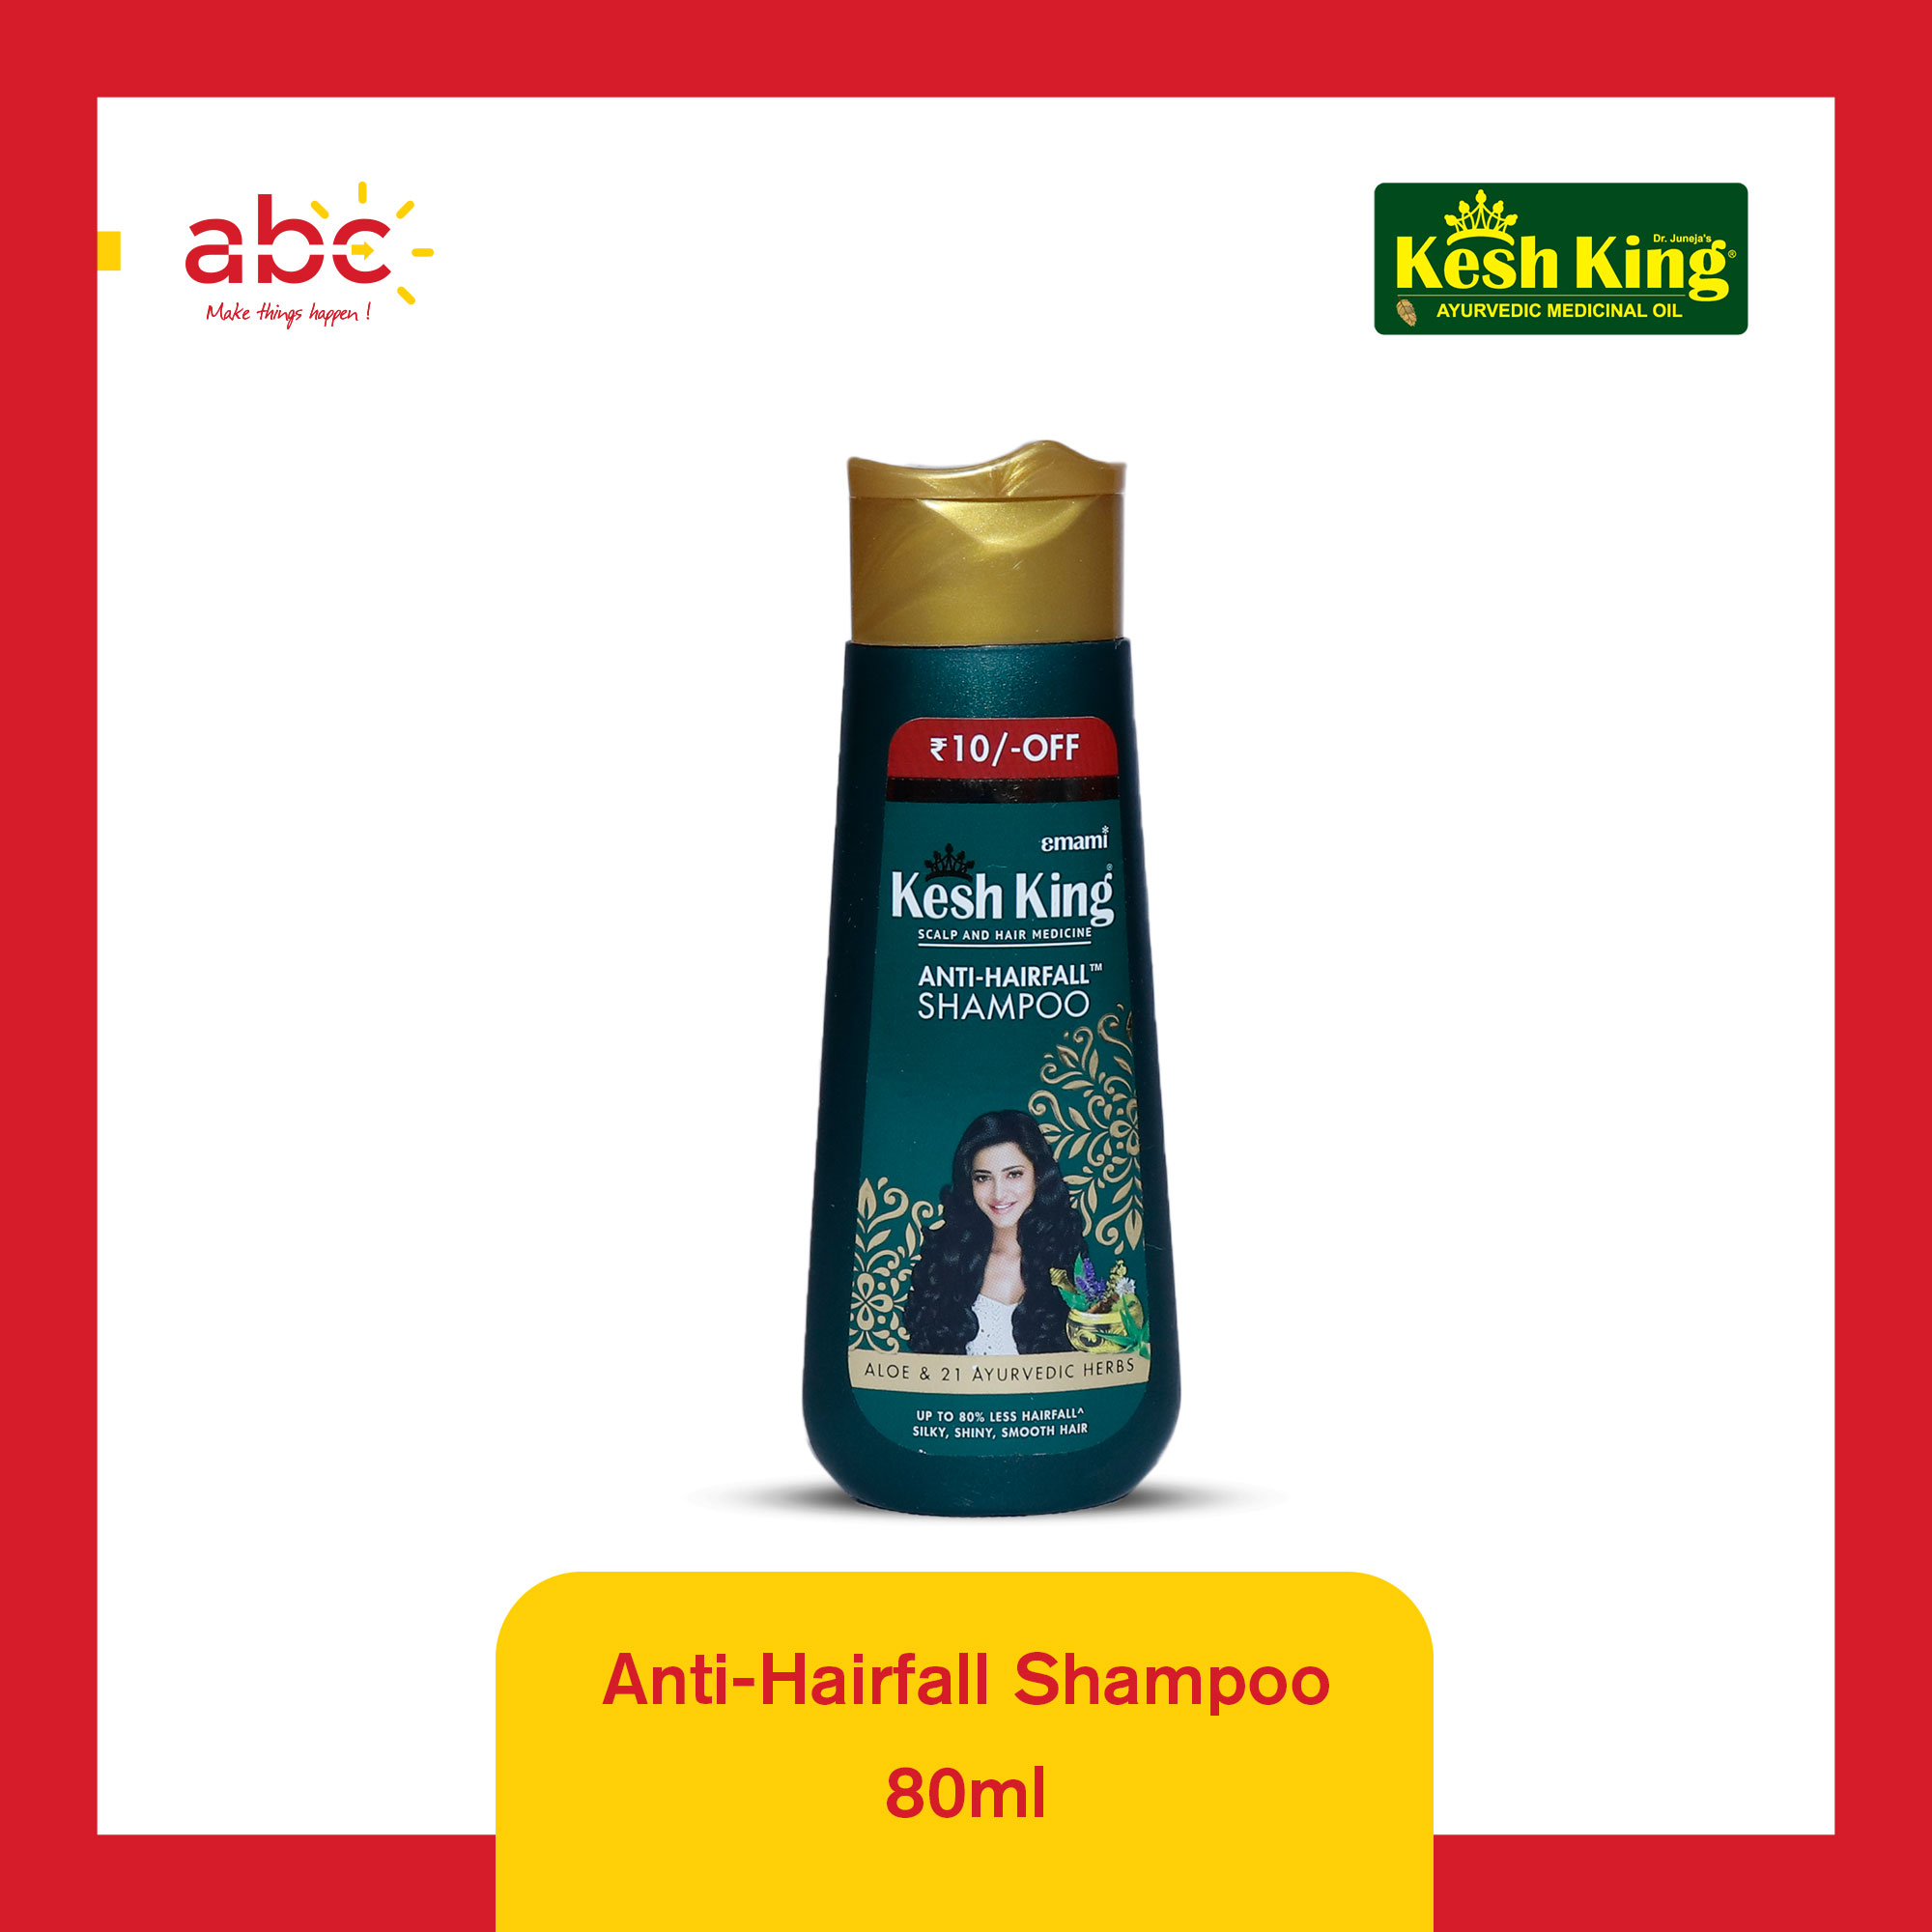 abc
Make things happen !
Dr. Juneja's
Kesh King®
AYURVEDIC MEDICINAL OIL
₹10/-OFF
emami*
Kesh King®
SCALP AND HAIR MEDICINE
ANTI-HAIRFALL™
SHAMPOO
ALOE & 21 AYURVEDIC HERBS
UP TO 80% LESS HAIRFALL^
SILKY, SHINY, SMOOTH HAIR
Anti-Hairfall Shampoo
80ml